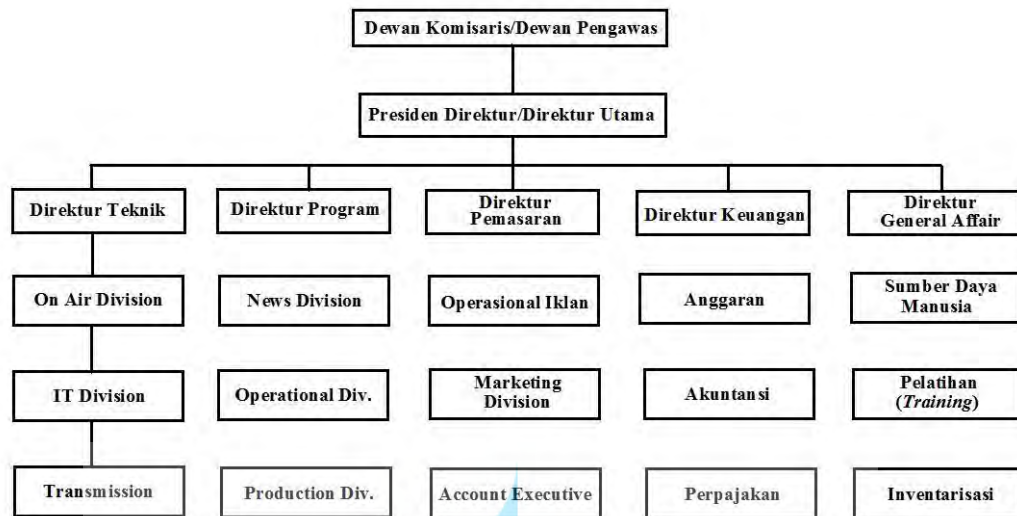 Dewan Komisaris/Dewan Pengawas
Presiden Direktur/Direktur Utama
Direktur Teknik
Direktur Program
Direktur
Pemasaran
Direktur Keuangan
Direktur
General Affair
On Air Division
News Division
Operasional Iklan
Anggaran
Sumber Daya
Manusia
IT Division
Operational Div.
Marketing
Division
Akuntansi
Pelatihan
(Training)
Transmission
Production Div.
Account Executive
Perpajakan
Inventarisasi